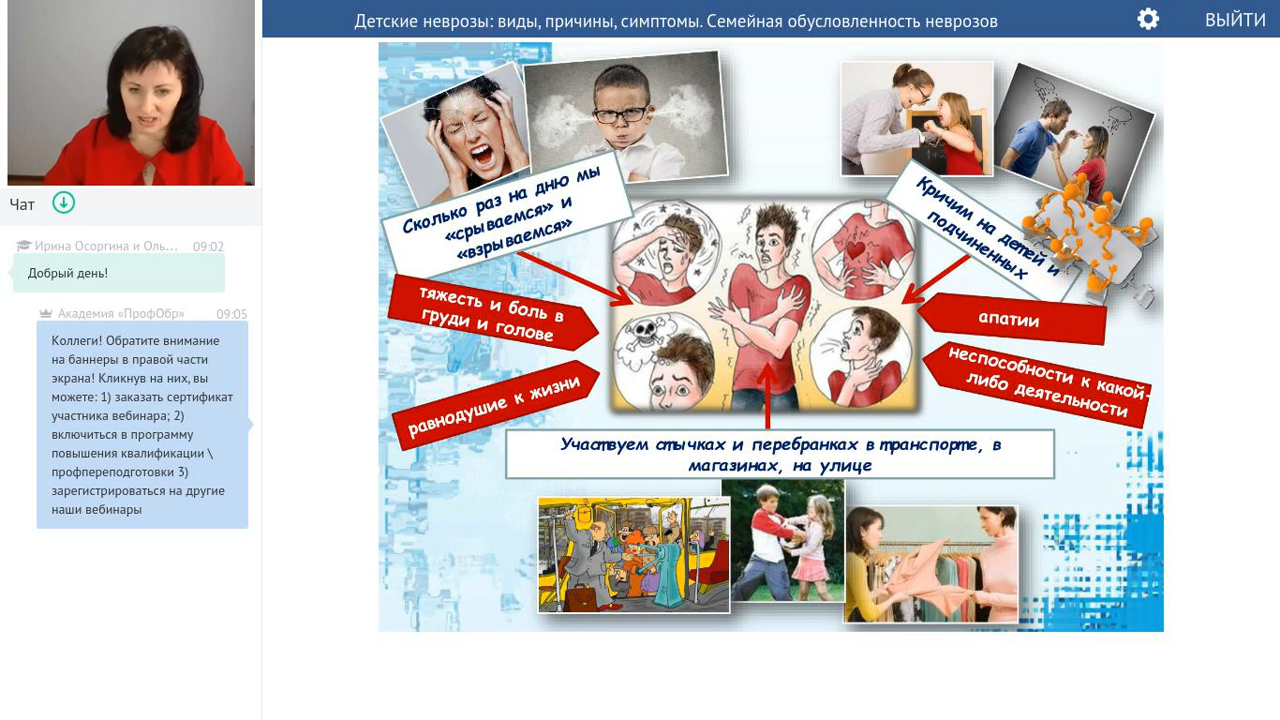 Детские неврозы: виды, причины, симптомы. Семейная обусловленность неврозов
ВЫЙТИ
Чат
Ирина Осоргина и Оль...
09:02
Добрый день!
Академия «ПрофОбр»
09:05
Коллеги! Обратите внимание
на баннеры в правой части
экрана! Кликнув на них, вы
можете: 1) заказать сертификат
участника вебинара; 2)
включиться в программу
повышения квалификации \
профпереподготовки 3)
зарегистрироваться на другие
наши вебинары
Сколько раз на дню мы
«срываемся» и
«взрываемся»
Кричим на детей и
подчиненных
тяжесть и боль в
груди и голове
равнодушие к жизни
апатии
неспособности к какой-
либо деятельности
Участвуем стычках и перебранках в транспорте, в
магазинах, на улице